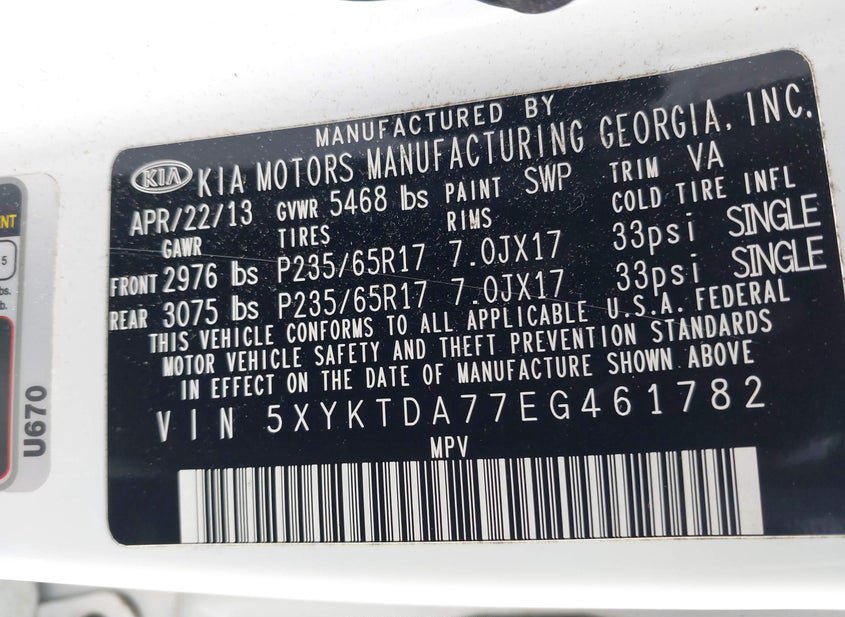 MANUFACTURED BY
KIA KIA MOTORS MANUFACTURING GEORGIA, INC.
APR/22/13 GVWR 5468 lbs PAINT SWP TRIM VA
GAWR TIRES RIMS COLD TIRE INFL
FRONT 2976 lbs P235/65R17 7.0JX17 33psi SINGLE
REAR 3075 lbs P235/65R17 7.0JX17 33psi SINGLE
THIS VEHICLE CONFORMS TO ALL APPLICABLE U.S.A. FEDERAL
MOTOR VEHICLE SAFETY AND THEFT PREVENTION STANDARDS
IN EFFECT ON THE DATE OF MANUFACTURE SHOWN ABOVE
VIN 5XYKTDA77EG461782
MPV
U670
5